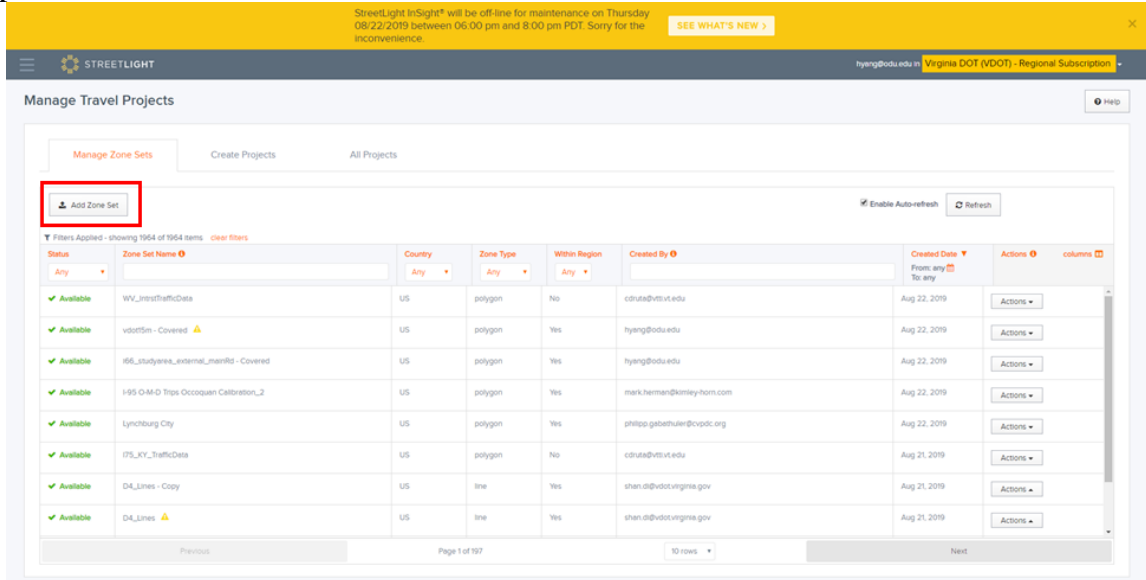 StreetLight InSight® will be off-line for maintenance on Thursday
08/22/2019 between 06:00 pm and 8:00 pm PDT. Sorry for the
inconvenience.
SEE WHAT'S NEW >
STREETLIGHT
hyang@odu.edu in Virginia DOT (VDOT) - Regional Subscription
Manage Travel Projects
Help
Manage Zone Sets Create Projects All Projects
Add Zone Set
Enable Auto-refresh Refresh
Filters Applied - showing 1964 of 1964 items clear filters
Status Zone Set Name Country Zone Type Within Region Created By Created Date Actions columns
Any Any Any Any From: any
To: any
Available WV_IntrstTrafficData US polygon No cdruta@vtti.vt.edu Aug 22, 2019 Actions
Available vdot15m - Covered US polygon Yes hyang@odu.edu Aug 22, 2019 Actions
Available I66_studyarea_external_mainRd - Covered US polygon Yes hyang@odu.edu Aug 22, 2019 Actions
Available I-95 O-M-D Trips Occoquan Calibration_2 US polygon Yes mark.herman@kimley-horn.com Aug 22, 2019 Actions
Available Lynchburg City US polygon Yes philipp.gabathuler@cvpdc.org Aug 22, 2019 Actions
Available I75_KY_TrafficData US polygon No cdruta@vtti.vt.edu Aug 21, 2019 Actions
Available D4_Lines - Copy US line Yes shan.di@vdot.virginia.gov Aug 21, 2019 Actions
Available D4_Lines US line Yes shan.di@vdot.virginia.gov Aug 21, 2019 Actions
Previous Page 1 of 197 10 rows Next